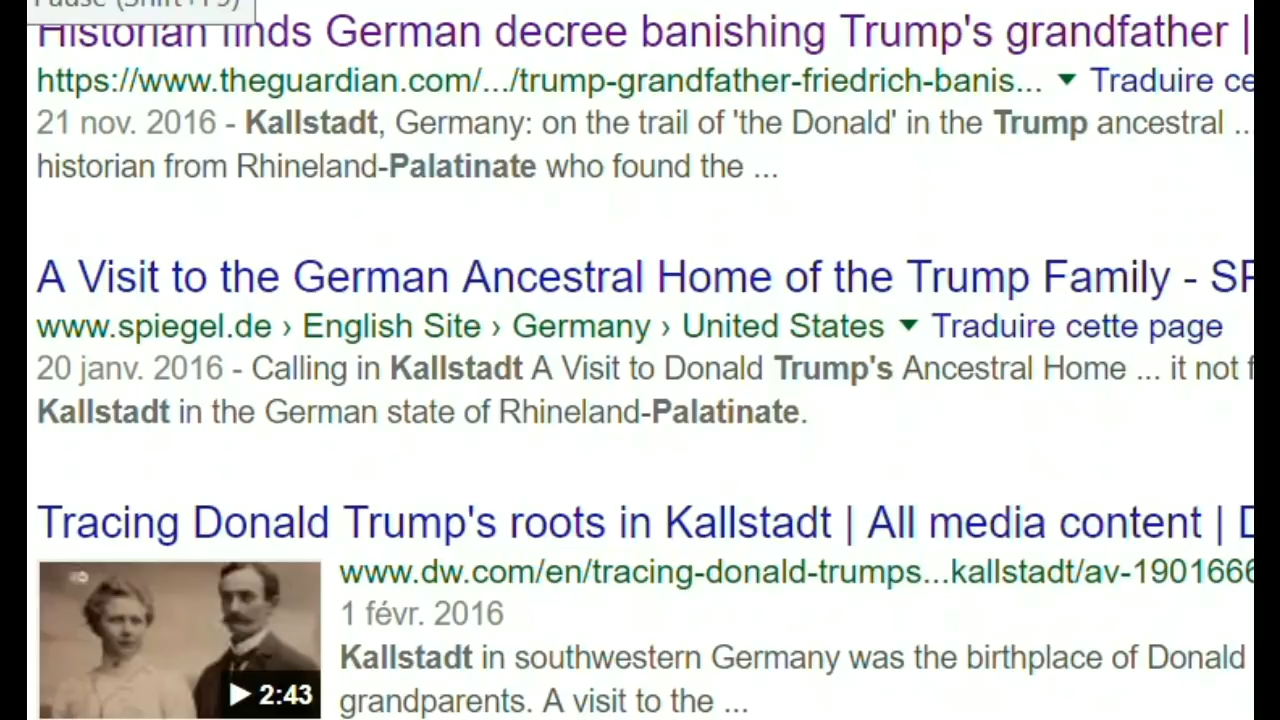 Pause (Shift+F9)
Historian finds German decree banishing Trump's grandfather |
https://www.theguardian.com/.../trump-grandfather-friedrich-banis... ▼ Traduire ce
21 nov. 2016 - Kallstadt, Germany: on the trail of 'the Donald' in the Trump ancestral ...
historian from Rhineland-Palatinate who found the ...
A Visit to the German Ancestral Home of the Trump Family - SP
www.spiegel.de › English Site › Germany › United States ▼ Traduire cette page
20 janv. 2016 - Calling in Kallstadt A Visit to Donald Trump's Ancestral Home ... it not f
Kallstadt in the German state of Rhineland-Palatinate.
Tracing Donald Trump's roots in Kallstadt | All media content | D
www.dw.com/en/tracing-donald-trumps...kallstadt/av-1901666
1 févr. 2016
Kallstadt in southwestern Germany was the birthplace of Donald
grandparents. A visit to the ...
2:43